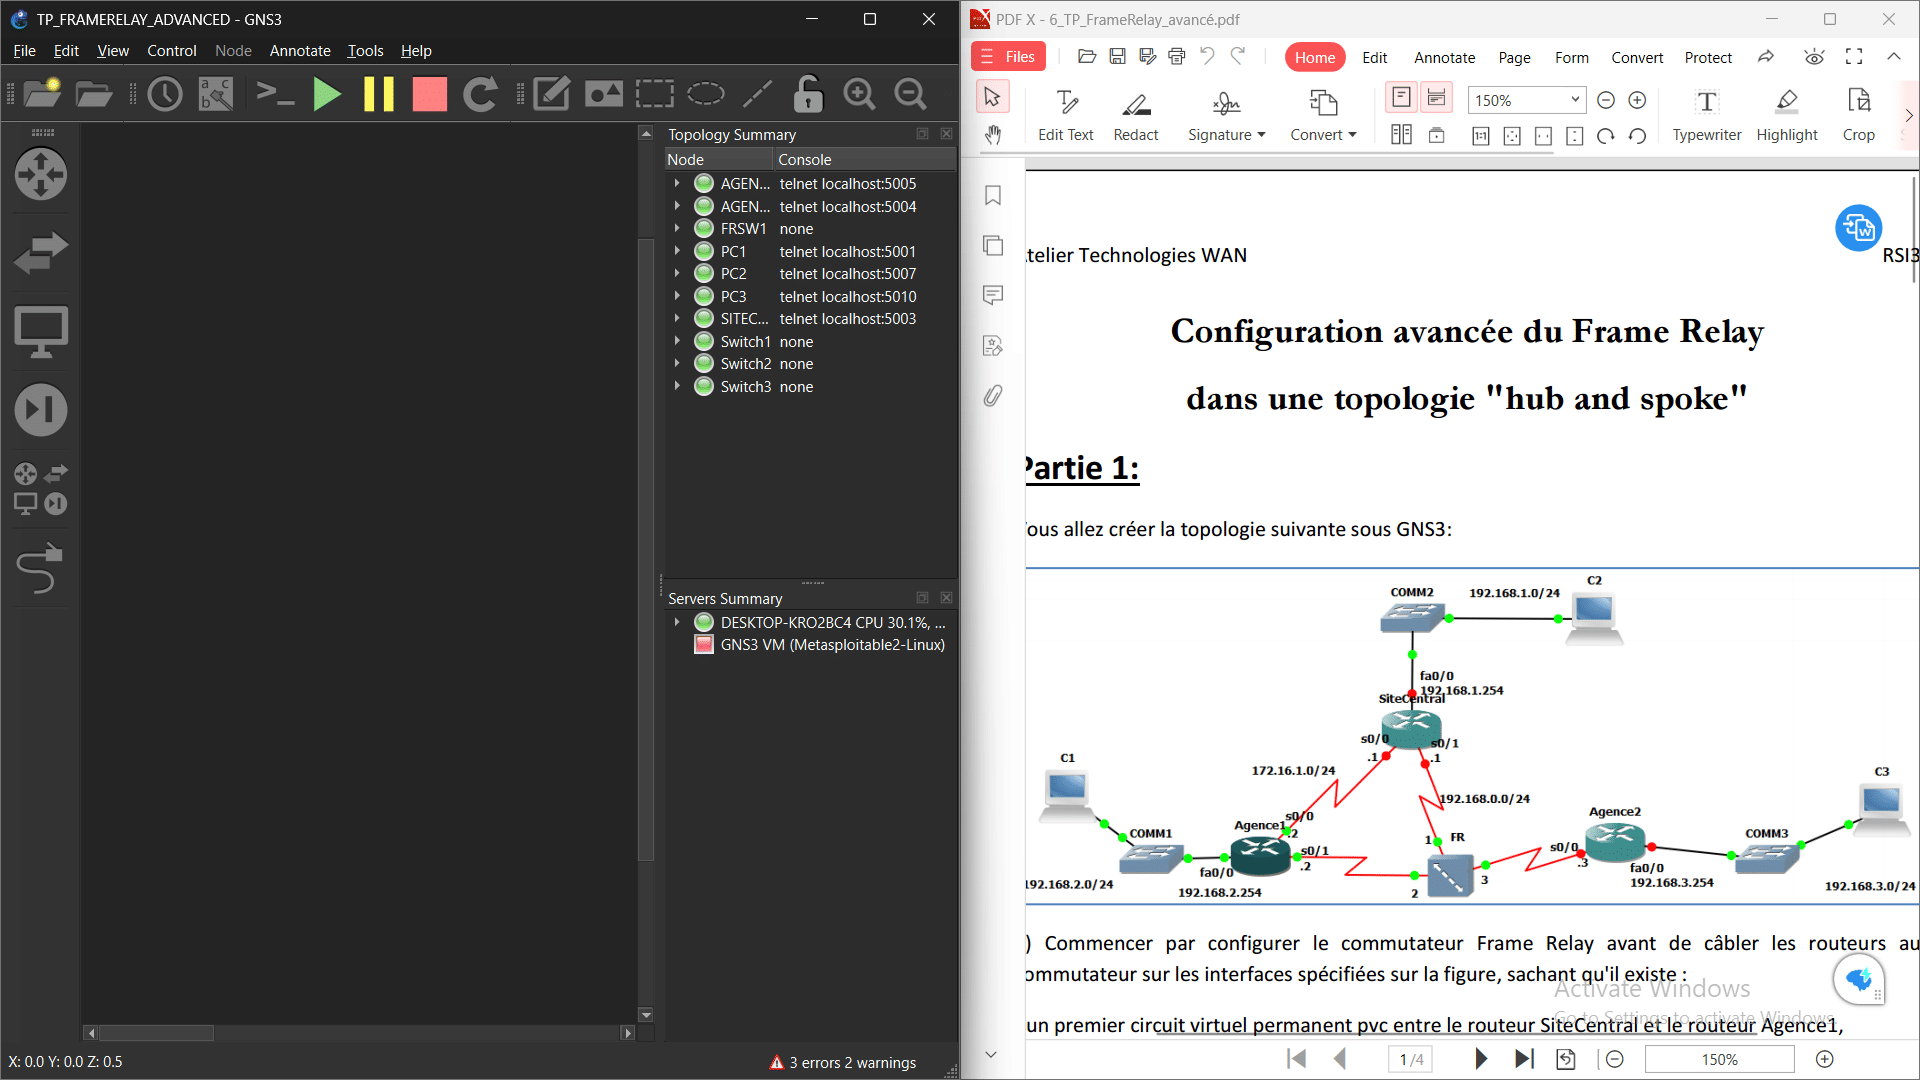 TP_FRAMERELAY_ADVANCED - GNS3
File Edit View Control Node Annotate Tools Help
Topology Summary
Node Console
AGEN... telnet localhost:5005
AGEN... telnet localhost:5004
FRSW1 none
PC1 telnet localhost:5001
PC2 telnet localhost:5007
PC3 telnet localhost:5010
SITEC... telnet localhost:5003
Switch1 none
Switch2 none
Switch3 none
Servers Summary
DESKTOP-KRO2BC4 CPU 30.1%, ...
GNS3 VM (Metasploitable2-Linux)
X: 0.0 Y: 0.0 Z: 0.5
3 errors 2 warnings
PDF X - 6_TP_FrameRelay_avancé.pdf
Files
Home Edit Annotate Page Form Convert Protect
150%
Edit Text Redact Signature Convert Typewriter Highlight Crop
telier Technologies WAN RSI3
Configuration avancée du Frame Relay
dans une topologie "hub and spoke"
Partie 1:
ous allez créer la topologie suivante sous GNS3:
C2
COMM2 192.168.1.0/24
fa0/0
192.168.1.254
SiteCentral
s0/0 s0/1
.1 .1
C1
172.16.1.0/24
C3
192.168.0.0/24
Agence2
s0/0
Agence1
.2
COMM1
1 FR
COMM3
s0/1
s0/0
.2
.3
fa0/0
fa0/0
3
192.168.2.0/24
192.168.2.254
2
192.168.3.254
192.168.3.0/24
) Commencer par configurer le commutateur Frame Relay avant de câbler les routeurs au
ommutateur sur les interfaces spécifiées sur la figure, sachant qu'il existe :
un premier circuit virtuel permanent pvc entre le routeur SiteCentral et le routeur Agence1,
Activate Windows
Go to Settings to activate Windows.
1 /4
150%